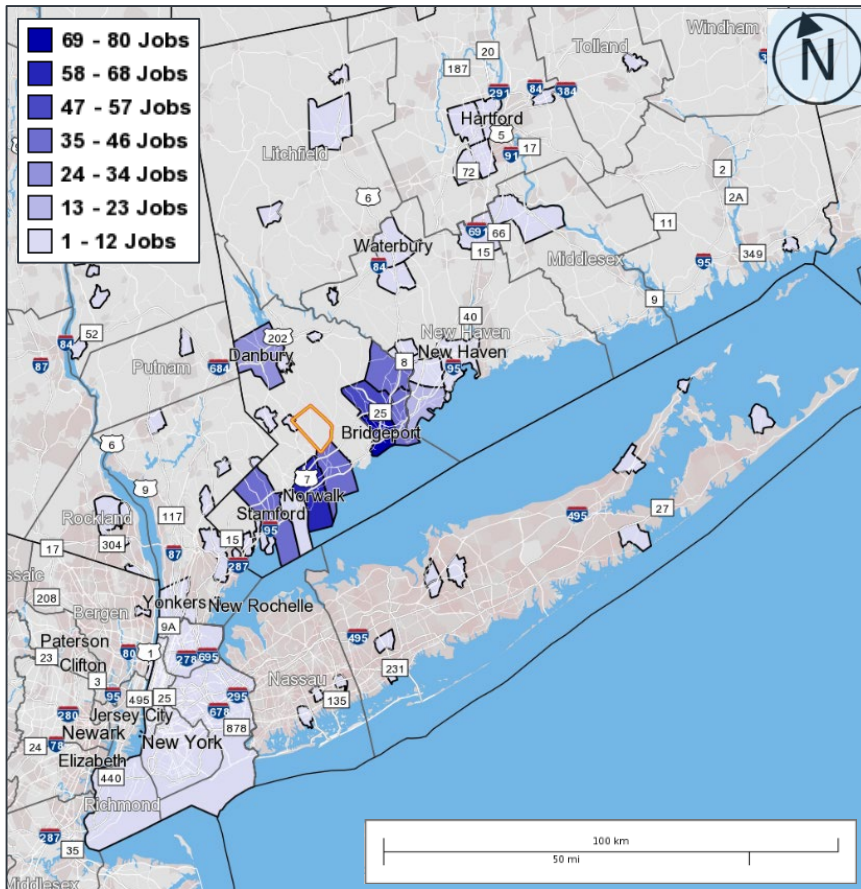 69 - 80 Jobs
58 - 68 Jobs
47 - 57 Jobs
35 - 46 Jobs
24 - 34 Jobs
13 - 23 Jobs
1 - 12 Jobs
N
Windham
Tolland
20
187
291
84
384
Hartford
5
17
91
Litchfield
72
2
2A
6
Waterbury
691
66
15
11
84
Middlesex
95
349
9
40
52
84
202
New Haven
87
Putnam
684
Danbury
8
New Haven
95
25
Bridgeport
6
7
9
Norwalk
Rockland
117
Stamford
95
495
27
304
15
17
87
287
208
Bergen
Yonkers
New Rochelle
9A
Paterson
495
23
80
1
278
695
Clifton
Nassau
231
3
95
495
25
295
135
280
Jersey City
678
Newark
878
24
78
New York
Elizabeth
440
Richmond
287
35
100 km
50 mi
Middlesex